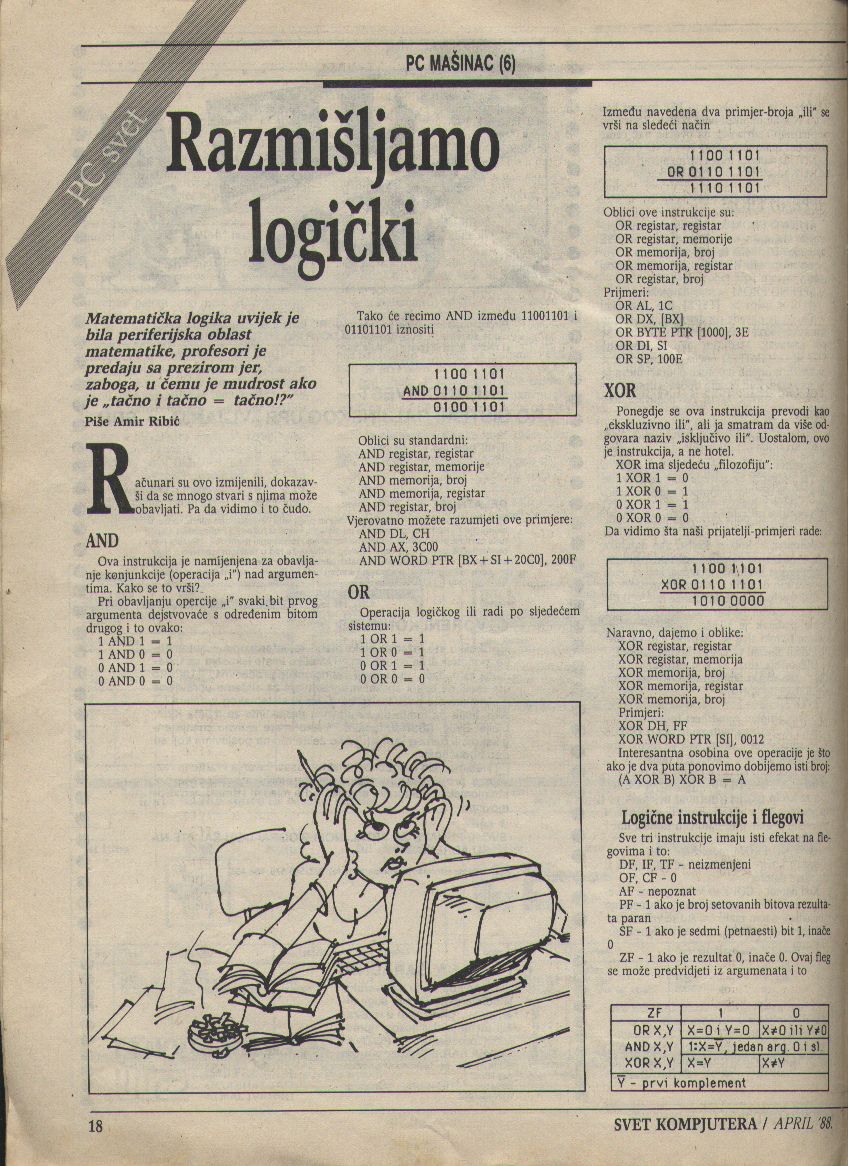 PC MAŠINAC (6)
PC svet
Razmišljamo
logički
Matematička logika uvijek je
bila periferijska oblast
matematike, profesori je
predaju sa prezirom jer,
zaboga, u čemu je mudrost ako
je „tačno i tačno = tačno!?"
Piše Amir Ribić
Računari su ovo izmijenili, dokazav-
ši da se mnogo stvari s njima može
obavljati. Pa da vidimo i to čudo.
AND
Ova instrukcija je namijenjena za obavlja-
nje konjunkcije (operacija „i") nad argumen-
tima. Kako se to vrši?
Pri obavljanju opercije „i" svaki bit prvog
argumenta dejstvovaće s određenim bitom
drugog i to ovako:
1 AND 1 = 1
1 AND 0 = 0
0 AND 1 = 0
0 AND 0 = 0
Tako će recimo AND između 11001101 i
01101101 iznositi
1100 1101
AND 0110 1101
0100 1101
Oblici su standardni:
AND registar, registar
AND registar, memorije
AND memorija, broj
AND memorija, registar
AND registar, broj
Vjerovatno možete razumjeti ove primjere:
AND DL, CH
AND AX, 3C00
AND WORD PTR [BX+SI+20C0], 200F
OR
Operacija logičkog ili radi po sljedećem
sistemu:
1 OR 1 = 1
1 OR 0 = 1
0 OR 1 = 1
0 OR 0 = 0
Između navedena dva primjer-broja „ili" se
vrši na sledeći način
1100 1101
OR 0110 1101
1110 1101
Oblici ove instrukcije su:
OR registar, registar
OR registar, memorije
OR memorija, broj
OR memorija, registar
OR registar, broj
Prijmeri:
OR AL, 1C
OR DX, [BX]
OR BYTE PTR [1000], 3E
OR DI, SI
OR SP, 100E
XOR
Ponegdje se ova instrukcija prevodi kao
„ekskluzivno ili", ali ja smatram da više od-
govara naziv „isključivo ili". Uostalom, ovo
je instrukcija, a ne hotel.
XOR ima sljedeću „filozofiju":
1 XOR 1 = 0
1 XOR 0 = 1
0 XOR 1 = 1
0 XOR 0 = 0
Da vidimo šta naši prijatelji-primjeri rade:
1100 1101
XOR 0110 1101
1010 0000
Naravno, dajemo i oblike:
XOR registar, registar
XOR registar, memorija
XOR memorija, broj
XOR memorija, registar
XOR memorija, broj
Primjeri:
XOR DH, FF
XOR WORD PTR [SI], 0012
Interesantna osobina ove operacije je što
ako je dva puta ponovimo dobijemo isti broj:
(A XOR B) XOR B = A
Logične instrukcije i flegovi
Sve tri instrukcije imaju isti efekat na fle-
govima i to:
DF, IF, TF - neizmenjeni
OF, CF - 0
AF - nepoznat
PF - 1 ako je broj setovanih bitova rezulta-
ta paran
SF - 1 ako je sedmi (petnaesti) bit 1, inače
0
ZF - 1 ako je rezultat 0, inače 0. Ovaj fleg
se može predvidjeti iz argumenata i to
ZF 1 0
OR X,Y X=0 i Y=0 X≠0 ili Y≠0
AND X,Y 1:X=Y̅, jedan arg. 0 i sl.
XOR X,Y X=Y X≠Y
Y̅ - prvi komplement
18
SVET KOMPJUTERA / APRIL '88.